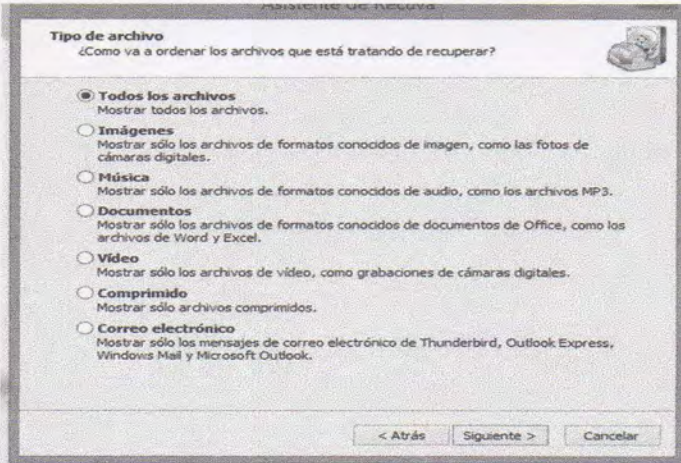 Asistente de Recuva
Tipo de archivo
¿Como va a ordenar los archivos que está tratando de recuperar?
Todos los archivos
Mostrar todos los archivos.
Imágenes
Mostrar sólo los archivos de formatos conocidos de imagen, como las fotos de
cámaras digitales.
Música
Mostrar sólo los archivos de formatos conocidos de audio, como los archivos MP3.
Documentos
Mostrar sólo los archivos de formatos conocidos de documentos de Office, como los
archivos de Word y Excel.
Vídeo
Mostrar sólo los archivos de vídeo, como grabaciones de cámaras digitales.
Comprimido
Mostrar sólo archivos comprimidos.
Correo electrónico
Mostrar sólo los mensajes de correo electrónico de Thunderbird, Outlook Express,
Windows Mail y Microsoft Outlook.
< Atrás Siguiente > Cancelar